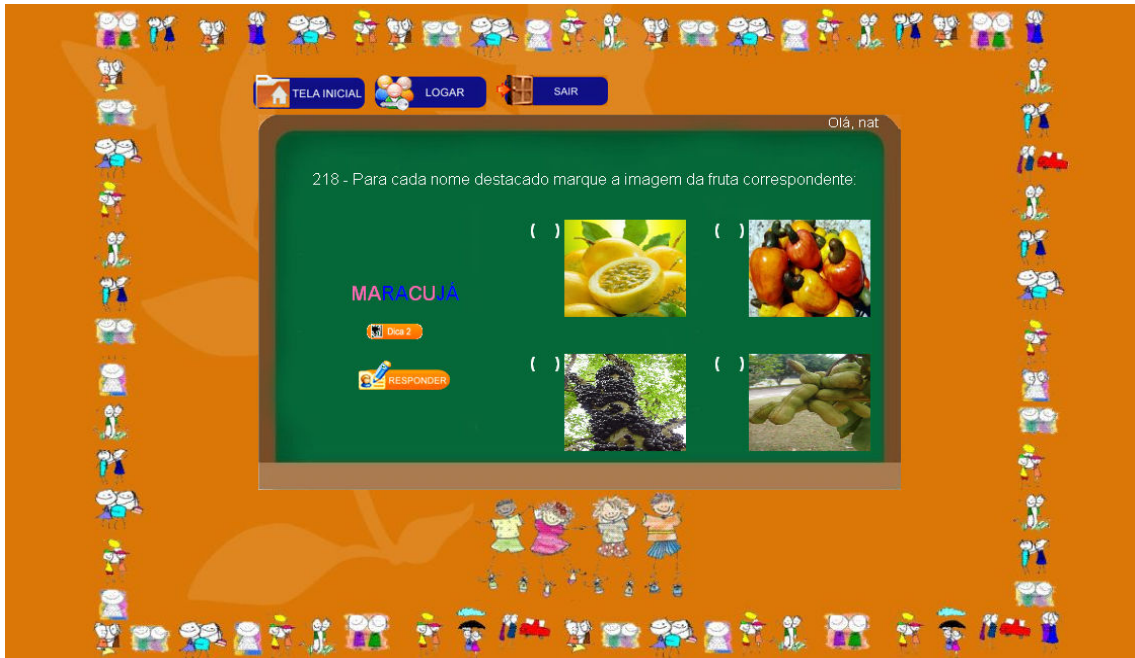 TELA INICIAL
LOGAR
SAIR
Olá, nat
218 - Para cada nome destacado marque a imagem da fruta correspondente:
( )
( )
MARACUJÁ
Dica 2
( )
( )
RESPONDER